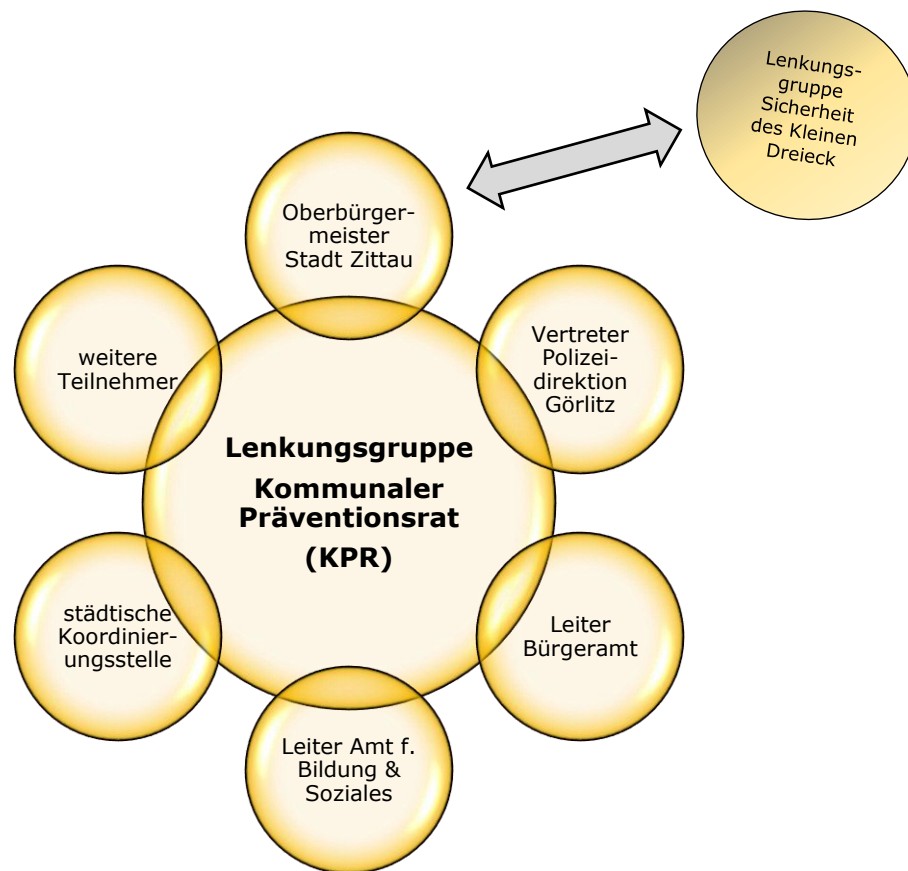 Lenkungs-
gruppe
Sicherheit
des Kleinen
Dreieck
Oberbürger-
meister
Stadt Zittau
Vertreter
Polizei-
direktion
Görlitz
weitere
Teilnehmer
Lenkungsgruppe
Kommunaler
Präventionsrat
(KPR)
städtische
Koordinier-
ungsstelle
Leiter
Bürgeramt
Leiter Amt f.
Bildung &
Soziales